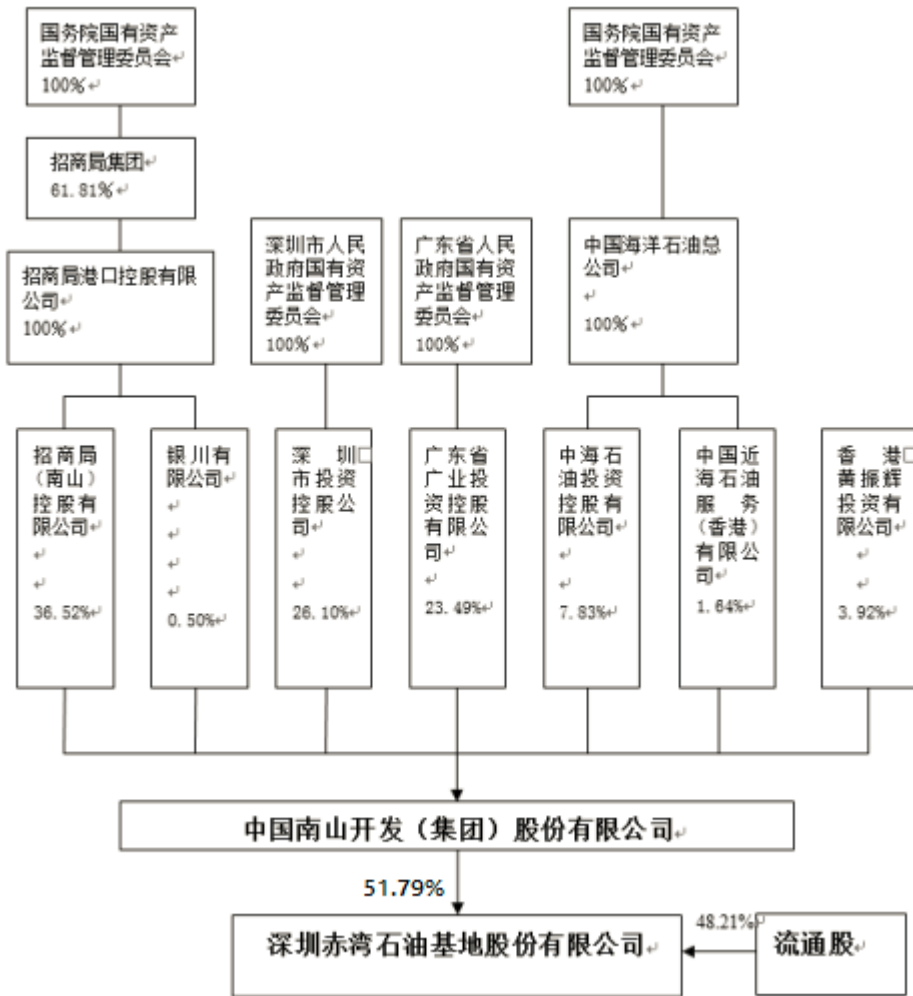 国务院国有资产
监督管理委员会
100%
国务院国有资产
监督管理委员会
100%
招商局集团
61.81%
招商局港口控股有限
公司
100%
深圳市人民
政府国有资
产监督管理
委员会
100%
广东省人民
政府国有资
产监督管理
委员会
100%
中国海洋石油总
公司
100%
招商局
（南山）
控股有
限公司
36.52%
银川有
限公司
0.50%
深 圳
市投资
控股公
司
26.10%
广东省
广业投
资控股
有限公
司
23.49%
中海石
油投资
控股有
限公司
7.83%
中国近
海石油
服 务
（香港）
有限公
司
1.64%
香 港
黄振辉
投资有
限公司
3.92%
中国南山开发（集团）股份有限公司
51.79%
深圳赤湾石油基地股份有限公司
48.21%
流通股